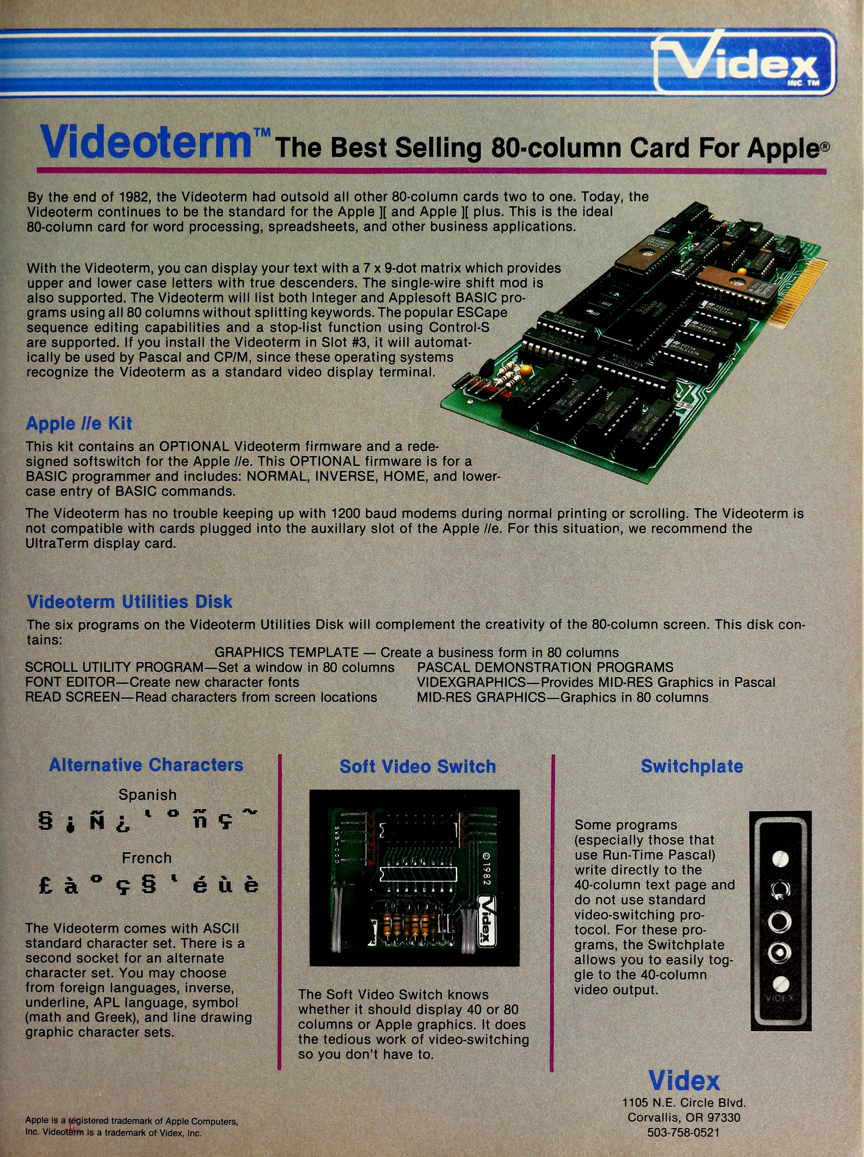 Videx
INC TM
Videoterm™ The Best Selling 80-column Card For Apple®
By the end of 1982, the Videoterm had outsold all other 80-column cards two to one. Today, the
Videoterm continues to be the standard for the Apple ][ and Apple ][ plus. This is the ideal
80-column card for word processing, spreadsheets, and other business applications.
With the Videoterm, you can display your text with a 7 x 9-dot matrix which provides
upper and lower case letters with true descenders. The single-wire shift mod is
also supported. The Videoterm will list both Integer and Applesoft BASIC pro-
grams using all 80 columns without splitting keywords. The popular ESCape
sequence editing capabilities and a stop-list function using Control-S
are supported. If you install the Videoterm in Slot #3, it will automat-
ically be used by Pascal and CP/M, since these operating systems
recognize the Videoterm as a standard video display terminal.
Apple //e Kit
This kit contains an OPTIONAL Videoterm firmware and a rede-
signed softswitch for the Apple //e. This OPTIONAL firmware is for a
BASIC programmer and includes: NORMAL, INVERSE, HOME, and lower-
case entry of BASIC commands.
The Videoterm has no trouble keeping up with 1200 baud modems during normal printing or scrolling. The Videoterm is
not compatible with cards plugged into the auxillary slot of the Apple //e. For this situation, we recommend the
UltraTerm display card.
Videoterm Utilities Disk
The six programs on the Videoterm Utilities Disk will complement the creativity of the 80-column screen. This disk con-
tains:
GRAPHICS TEMPLATE — Create a business form in 80 columns
SCROLL UTILITY PROGRAM—Set a window in 80 columns PASCAL DEMONSTRATION PROGRAMS
FONT EDITOR—Create new character fonts VIDEXGRAPHICS—Provides MID-RES Graphics in Pascal
READ SCREEN—Read characters from screen locations MID-RES GRAPHICS—Graphics in 80 columns
Alternative Characters
Spanish
§ ¡ Ñ ¿ ‛ º ñ ç ~
French
£ à º ç § ‛ é ù è
The Videoterm comes with ASCII
standard character set. There is a
second socket for an alternate
character set. You may choose
from foreign languages, inverse,
underline, APL language, symbol
(math and Greek), and line drawing
graphic character sets.
Soft Video Switch
©1982
Videx
The Soft Video Switch knows
whether it should display 40 or 80
columns or Apple graphics. It does
the tedious work of video-switching
so you don't have to.
Switchplate
Some programs
(especially those that
use Run-Time Pascal)
write directly to the
40-column text page and
do not use standard
video-switching pro-
tocol. For these pro-
grams, the Switchplate
allows you to easily tog-
gle to the 40-column
video output.
VIDEX
Videx
1105 N.E. Circle Blvd.
Corvallis, OR 97330
503-758-0521
Apple is a registered trademark of Apple Computers,
Inc. Videoterm is a trademark of Videx, Inc.